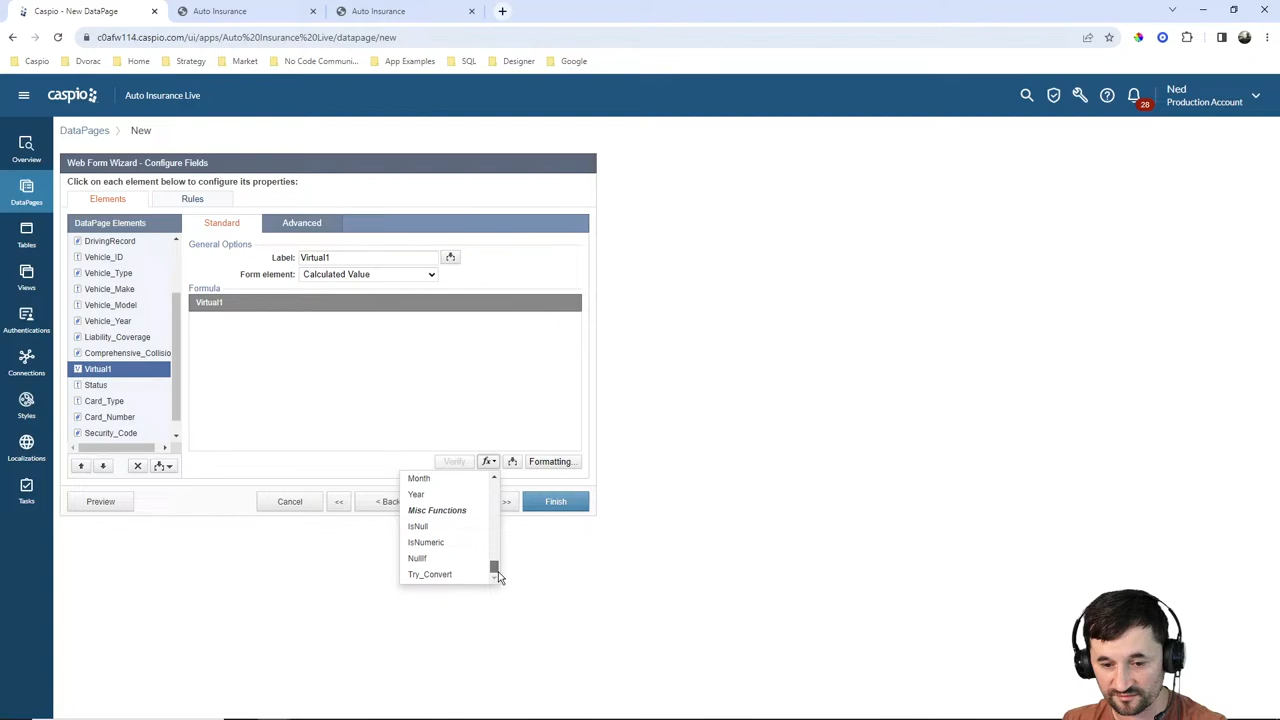 Caspio - New DataPage
Auto Insurance
Auto Insurance
c0afw114.caspio.com/ui/apps/Auto%20Insurance%20Live/datapage/new
Caspio
Dvorac
Home
Strategy
Market
No Code Communi...
App Examples
SQL
Designer
Google
caspio
Auto Insurance Live
28
Ned
Production Account
Overview
DataPages
Tables
Views
Authentications
Connections
Styles
Localizations
Tasks
DataPages
New
Web Form Wizard - Configure Fields
Click on each element below to configure its properties:
Elements
Rules
DataPage Elements
Standard
Advanced
DrivingRecord
Vehicle_ID
Vehicle_Type
Vehicle_Make
Vehicle_Model
Vehicle_Year
Liability_Coverage
Comprehensive_Collisio
Virtual1
Status
Card_Type
Card_Number
Security_Code
General Options
Label: Virtual1
Form element: Calculated Value
Formula
Virtual1
Verify
fx
Formatting...
Preview
Cancel
<<
< Back
>>
Finish
Month
Year
Misc Functions
IsNull
IsNumeric
NullIf
Try_Convert